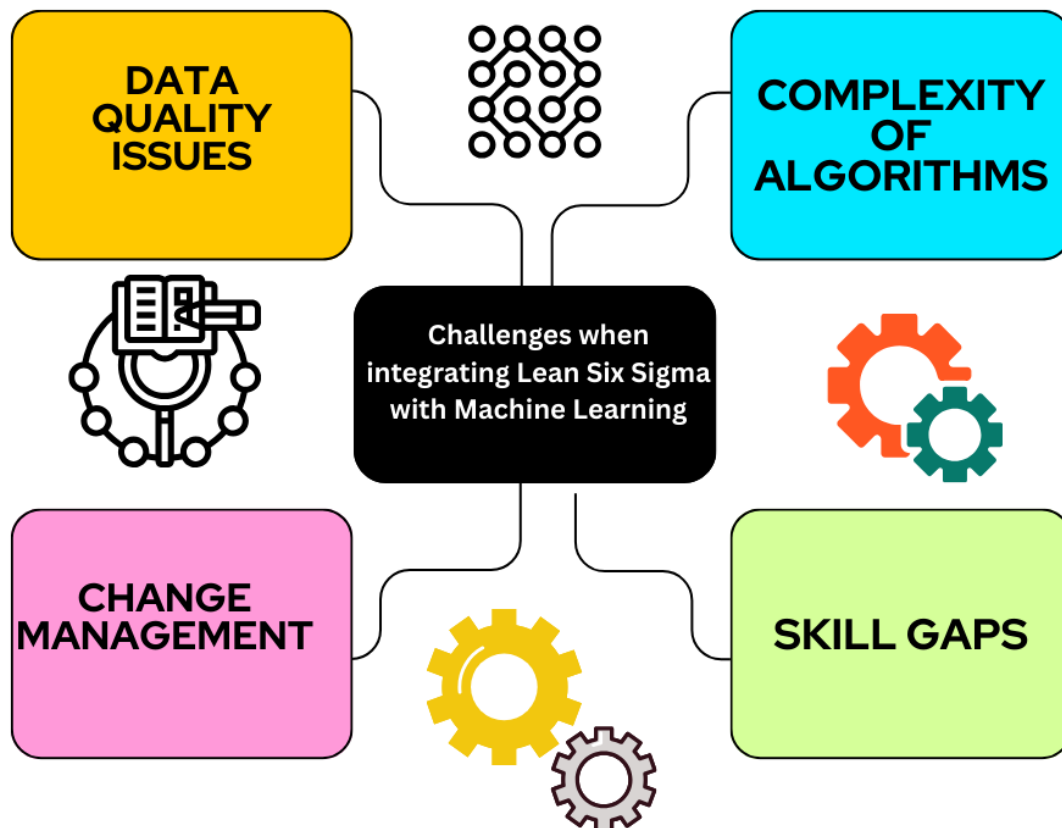 DATA
QUALITY
ISSUES
COMPLEXITY
OF
ALGORITHMS
Challenges when
integrating Lean Six Sigma
with Machine Learning
CHANGE
MANAGEMENT
SKILL GAPS